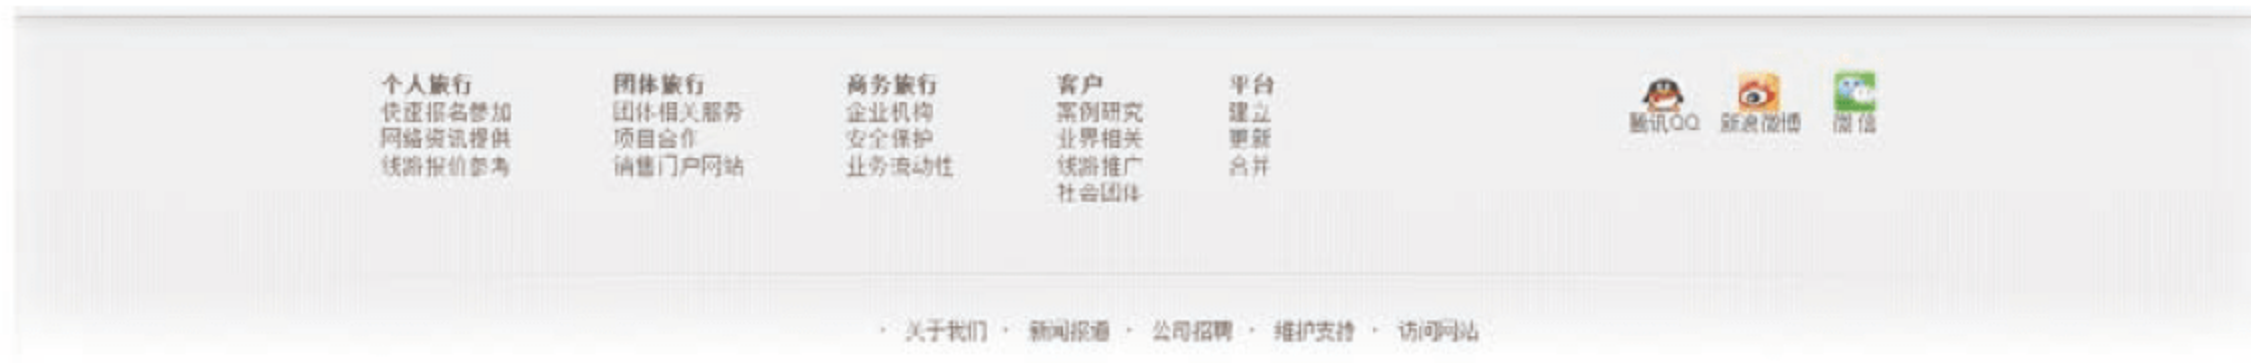 个人旅行
快速报名参加
网络资讯提供
线路报价参考
团体旅行
团体相关服务
项目合作
销售门户网站
商务旅行
企业机构
安全保护
业务流动性
客户
案例研究
业界相关
线路推广
社会团体
平台
建立
更新
合并
腾讯QQ
新浪微博
微信
· 关于我们 · 新闻报道 · 公司招聘 · 维护支持 · 访问网站